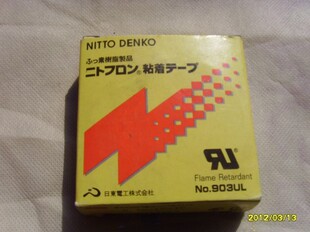 NITTO DENKO
ふっ素樹脂製品
ニトフロン® 粘着テープ
RU
Flame Retardant
No.903UL
日東電工株式会社
2012/03/13